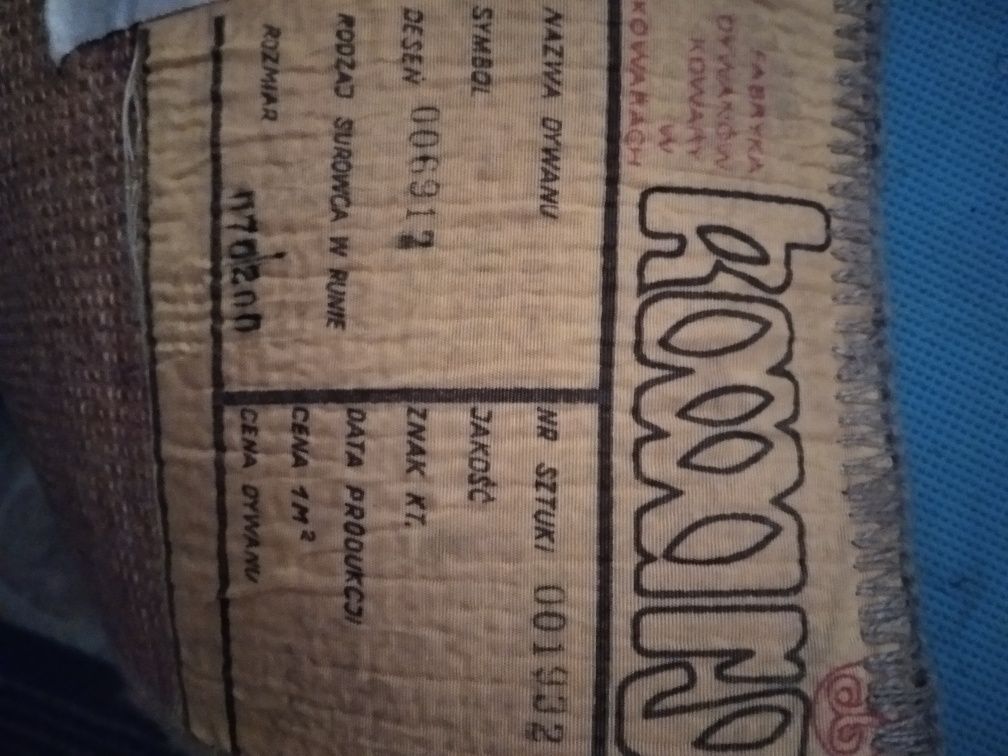 FABRYKA
DYWANÓW
KOWARY
W
KOWARACH
kowary
NAZWA DYWANU
SYMBOL
DESEŃ 006912
RODZAJ SUROWCA W RUNIE
ROZMIAR
NR SZTUKI 001932
JAKOŚĆ
ZNAK KT.
DATA PRODUKCJI
CENA 1M²
CENA DYWANU